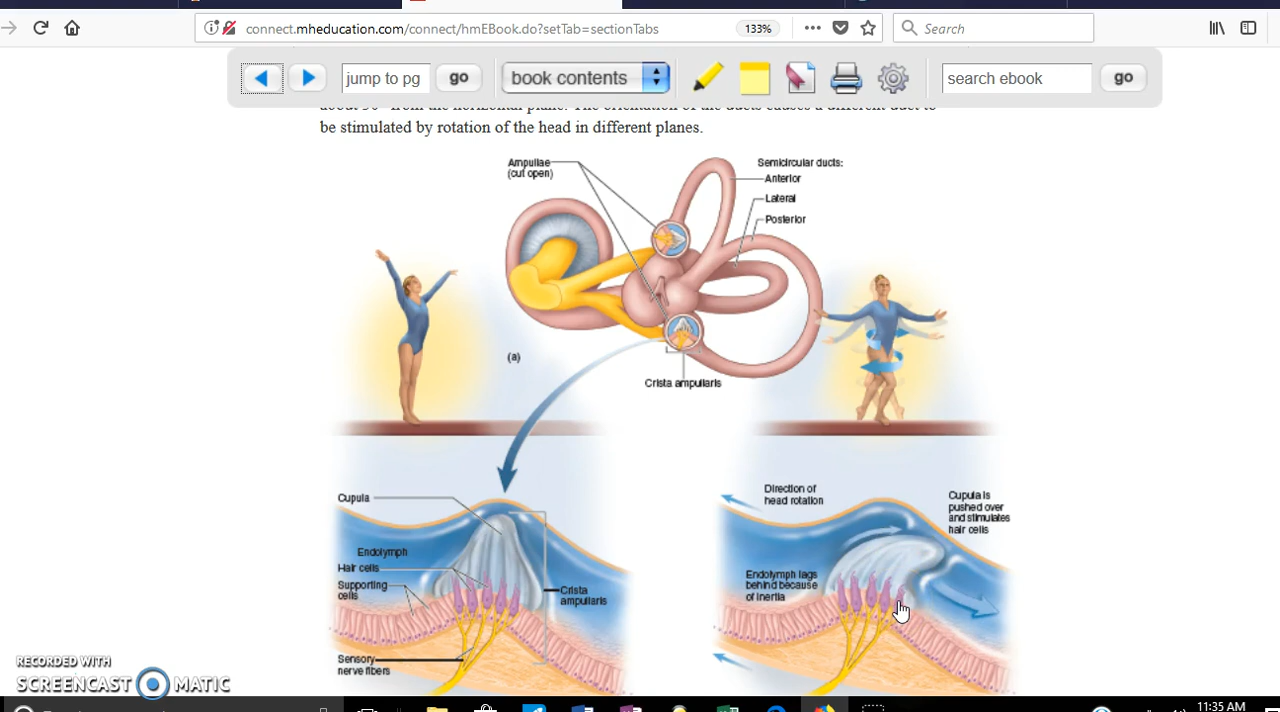 connect.mheducation.com/connect/hmEBook.do?setTab=sectionTabs
133%
Search
jump to pg
go
book contents
search ebook
go
be stimulated by rotation of the head in different planes.
Ampullae
(cut open)
Semicircular ducts:
Anterior
Lateral
Posterior
(a)
Crista ampullaris
Cupula
Endolymph
Hair cells
Supporting
cells
Crista
ampullaris
Sensory
nerve fibers
Direction of
head rotation
Cupula is
pushed over
and stimulates
hair cells
Endolymph lags
behind because
of inertia
RECORDED WITH
SCREENCAST MATIC
11:35 AM